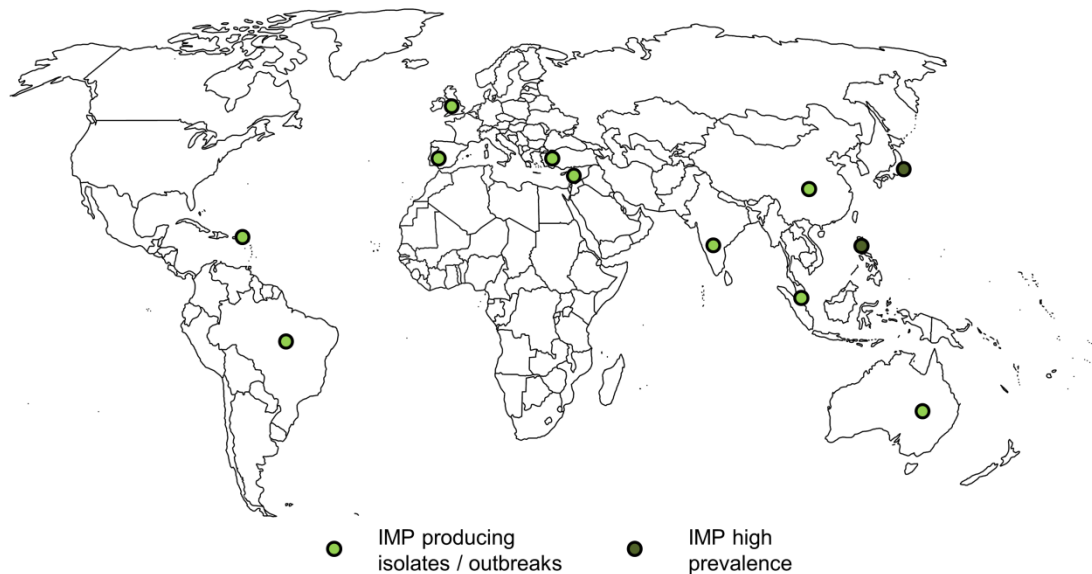 IMP producing
isolates / outbreaks
IMP high
prevalence